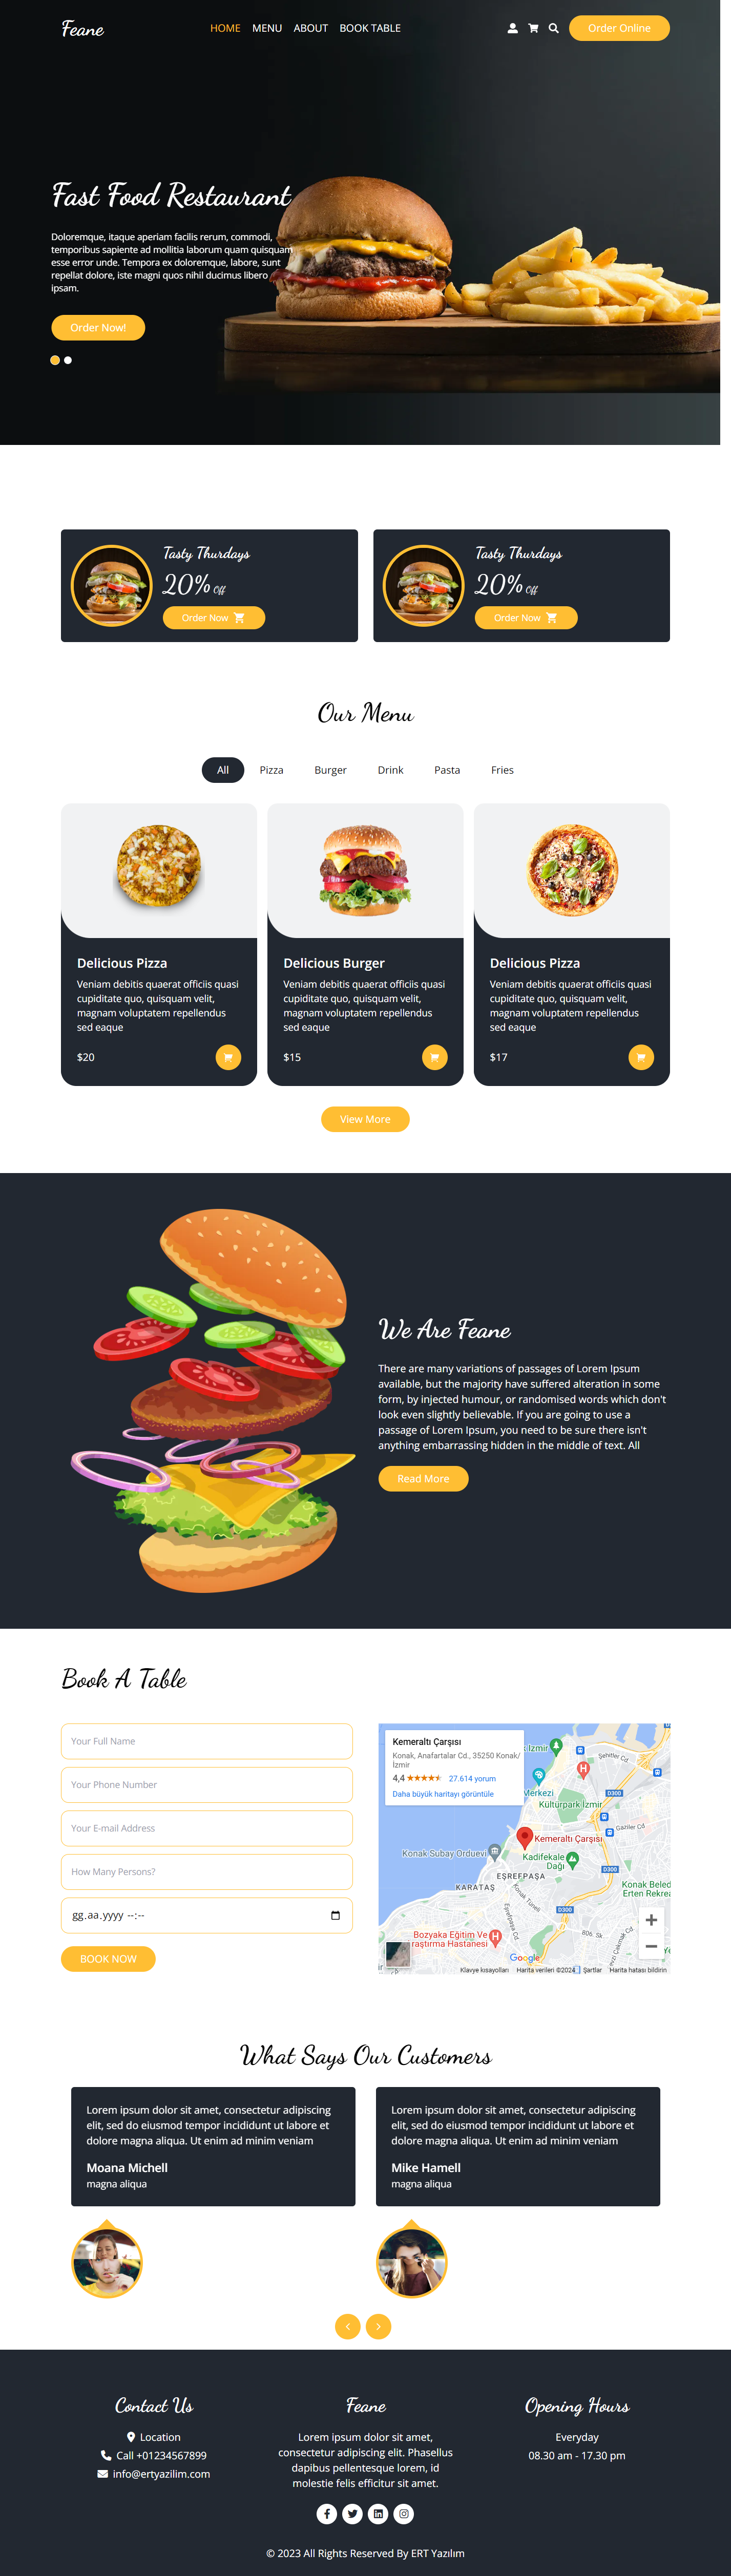 Feane
HOME MENU ABOUT BOOK TABLE
Order Online
Fast Food Restaurant
Doloremque, itaque aperiam facilis rerum, commodi,
temporibus sapiente ad mollitia laborum quam quisquam
esse error unde. Tempora ex doloremque, labore, sunt
repellat dolore, iste magni quos nihil ducimus libero
ipsam.
Order Now!
Tasty Thurdays
20% Off
Order Now
Tasty Thurdays
20% Off
Order Now
Our Menu
All Pizza Burger Drink Pasta Fries
Delicious Pizza
Veniam debitis quaerat officiis quasi
cupiditate quo, quisquam velit,
magnam voluptatem repellendus
sed eaque
$20
Delicious Burger
Veniam debitis quaerat officiis quasi
cupiditate quo, quisquam velit,
magnam voluptatem repellendus
sed eaque
$15
Delicious Pizza
Veniam debitis quaerat officiis quasi
cupiditate quo, quisquam velit,
magnam voluptatem repellendus
sed eaque
$17
View More
We Are Feane
There are many variations of passages of Lorem Ipsum
available, but the majority have suffered alteration in some
form, by injected humour, or randomised words which don't
look even slightly believable. If you are going to use a
passage of Lorem Ipsum, you need to be sure there isn't
anything embarrassing hidden in the middle of text. All
Read More
Book A Table
Your Full Name
Your Phone Number
Your E-mail Address
How Many Persons?
gg.aa.yyyy --:--
BOOK NOW
Kemeraltı Çarşısı
Konak, Anafartalar Cd., 35250 Konak/
İzmir
4,4 27.614 yorum
Daha büyük haritayı görüntüle
İzmir
Şehitler Cd.
Merkezi
D300
Kültürpark İzmir
Gaziler Cd.
D300
Kemeraltı Çarşısı
Konak Subay Orduevi
Kadifekale
Dağı
D300
EŞREFPAŞA
KARATAŞ
Konak Beled
Erten Rekrea
D300
Bozyaka Eğitim Ve
raştırma Hastanesi
Google
Klavye kısayolları Harita verileri ©2024 Şartlar Harita hatası bildirin
What Says Our Customers
Lorem ipsum dolor sit amet, consectetur adipiscing
elit, sed do eiusmod tempor incididunt ut labore et
dolore magna aliqua. Ut enim ad minim veniam
Moana Michell
magna aliqua
Lorem ipsum dolor sit amet, consectetur adipiscing
elit, sed do eiusmod tempor incididunt ut labore et
dolore magna aliqua. Ut enim ad minim veniam
Mike Hamell
magna aliqua
Contact Us
Location
Call +01234567899
info@ertyazilim.com
Feane
Lorem ipsum dolor sit amet,
consectetur adipiscing elit. Phasellus
dapibus pellentesque lorem, id
molestie felis efficitur sit amet.
Opening Hours
Everyday
08.30 am - 17.30 pm
© 2023 All Rights Reserved By ERT Yazılım